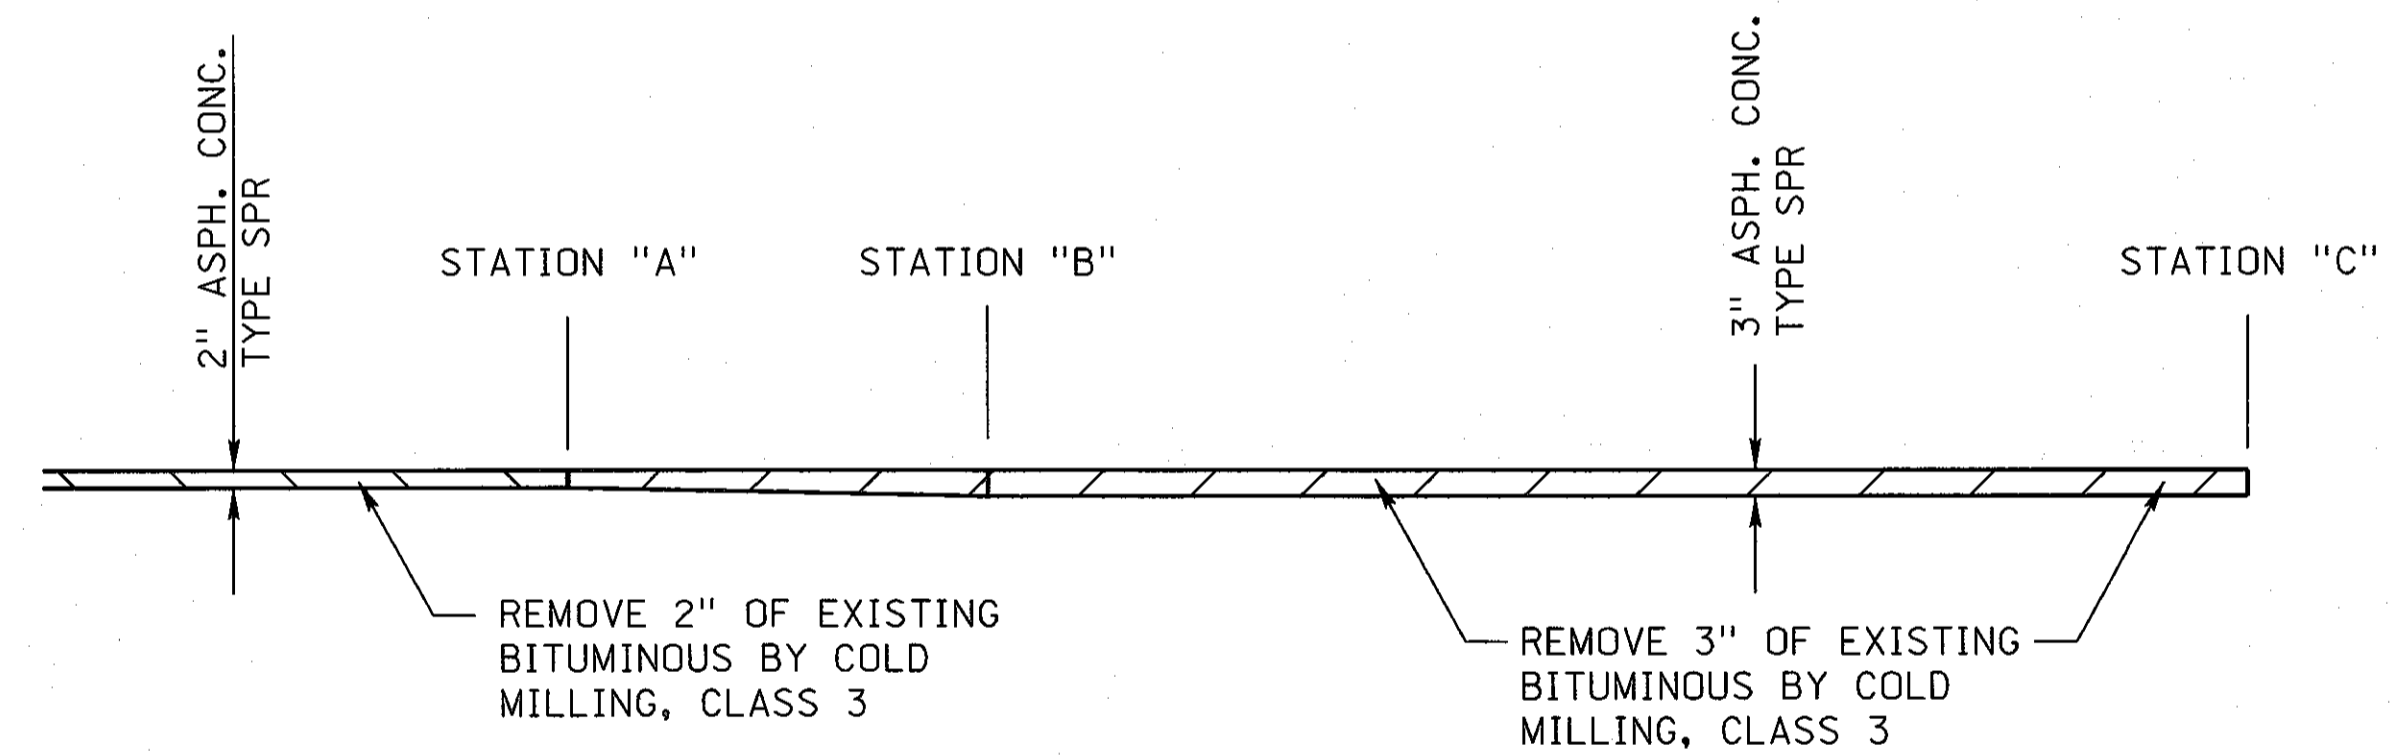 2" ASPH. CONC.
TYPE SPR
STATION "A"
STATION "B"
3" ASPH. CONC.
TYPE SPR
STATION "C"
REMOVE 2" OF EXISTING
BITUMINOUS BY COLD
MILLING, CLASS 3
REMOVE 3" OF EXISTING
BITUMINOUS BY COLD
MILLING, CLASS 3